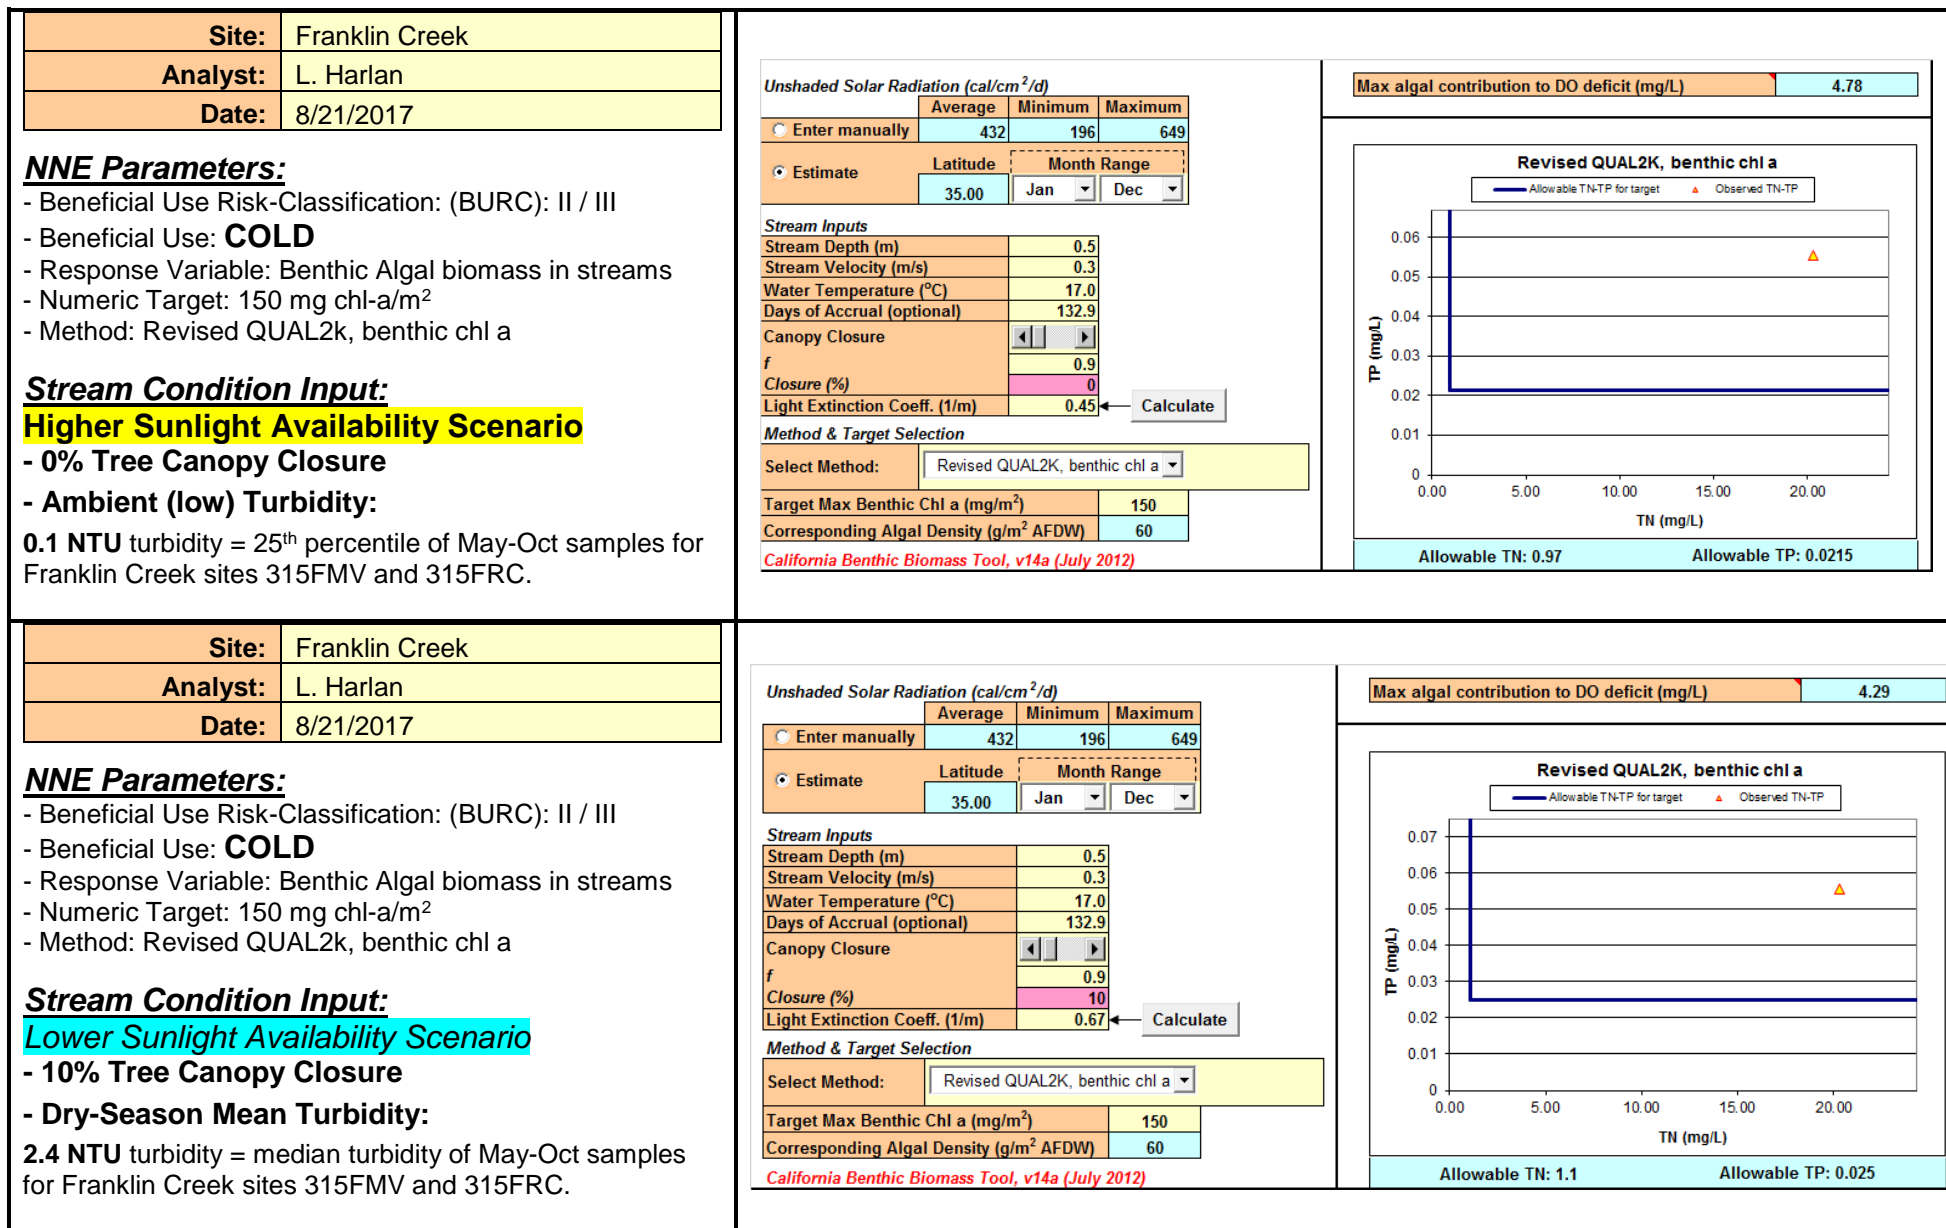 Site: Franklin Creek
Analyst: L. Harlan
Date: 8/21/2017
NNE Parameters:
- Beneficial Use Risk-Classification: (BURC): II / III
- Beneficial Use: COLD
- Response Variable: Benthic Algal biomass in streams
- Numeric Target: 150 mg chl-a/m²
- Method: Revised QUAL2k, benthic chl a
Stream Condition Input:
Higher Sunlight Availability Scenario
- 0% Tree Canopy Closure
- Ambient (low) Turbidity:
0.1 NTU turbidity = 25th percentile of May-Oct samples for
Franklin Creek sites 315FMV and 315FRC.
Unshaded Solar Radiation (cal/cm²/d)
Average Minimum Maximum
Enter manually 432 196 649
Estimate Latitude Month Range
35.00 Jan Dec
Stream Inputs
Stream Depth (m) 0.5
Stream Velocity (m/s) 0.3
Water Temperature (°C) 17.0
Days of Accrual (optional) 132.9
Canopy Closure
f 0.9
Closure (%) 0
Light Extinction Coeff. (1/m) 0.45 Calculate
Method & Target Selection
Select Method: Revised QUAL2K, benthic chl a
Target Max Benthic Chl a (mg/m²) 150
Corresponding Algal Density (g/m² AFDW) 60
California Benthic Biomass Tool, v14a (July 2012)
Max algal contribution to DO deficit (mg/L) 4.78
Revised QUAL2K, benthic chl a
Allowable TN-TP for target Observed TN-TP
0.06
0.05
0.04
0.03
0.02
0.01
0
TP (mg/L)
0.00 5.00 10.00 15.00 20.00
TN (mg/L)
Allowable TN: 0.97 Allowable TP: 0.0215
Site: Franklin Creek
Analyst: L. Harlan
Date: 8/21/2017
NNE Parameters:
- Beneficial Use Risk-Classification: (BURC): II / III
- Beneficial Use: COLD
- Response Variable: Benthic Algal biomass in streams
- Numeric Target: 150 mg chl-a/m²
- Method: Revised QUAL2k, benthic chl a
Stream Condition Input:
Lower Sunlight Availability Scenario
- 10% Tree Canopy Closure
- Dry-Season Mean Turbidity:
2.4 NTU turbidity = median turbidity of May-Oct samples
for Franklin Creek sites 315FMV and 315FRC.
Unshaded Solar Radiation (cal/cm²/d)
Average Minimum Maximum
Enter manually 432 196 649
Estimate Latitude Month Range
35.00 Jan Dec
Stream Inputs
Stream Depth (m) 0.5
Stream Velocity (m/s) 0.3
Water Temperature (°C) 17.0
Days of Accrual (optional) 132.9
Canopy Closure
f 0.9
Closure (%) 10
Light Extinction Coeff. (1/m) 0.67 Calculate
Method & Target Selection
Select Method: Revised QUAL2K, benthic chl a
Target Max Benthic Chl a (mg/m²) 150
Corresponding Algal Density (g/m² AFDW) 60
California Benthic Biomass Tool, v14a (July 2012)
Max algal contribution to DO deficit (mg/L) 4.29
Revised QUAL2K, benthic chl a
Allowable TN-TP for target Observed TN-TP
0.07
0.06
0.05
0.04
0.03
0.02
0.01
0
TP (mg/L)
0.00 5.00 10.00 15.00 20.00
TN (mg/L)
Allowable TN: 1.1 Allowable TP: 0.025